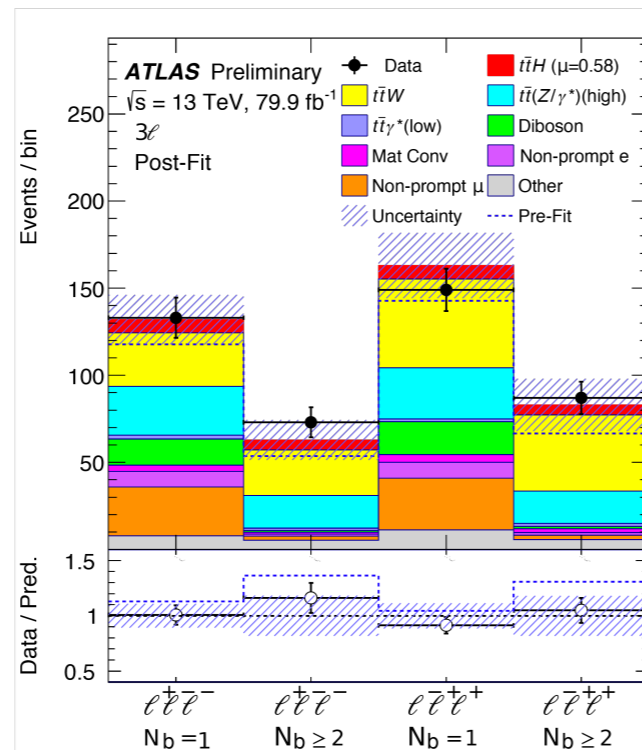 ATLAS Preliminary
√s = 13 TeV, 79.9 fb⁻¹
3ℓ
Post-Fit
Data
tt̄H (μ=0.58)
tt̄W
tt̄(Z/γ*)(high)
tt̄γ*(low)
Diboson
Mat Conv
Non-prompt e
Non-prompt μ
Other
Uncertainty
Pre-Fit
Events / bin
250
200
150
100
50
Data / Pred.
1.5
1
0.5
N_b = 1
N_b ≥ 2
N_b = 1
N_b ≥ 2